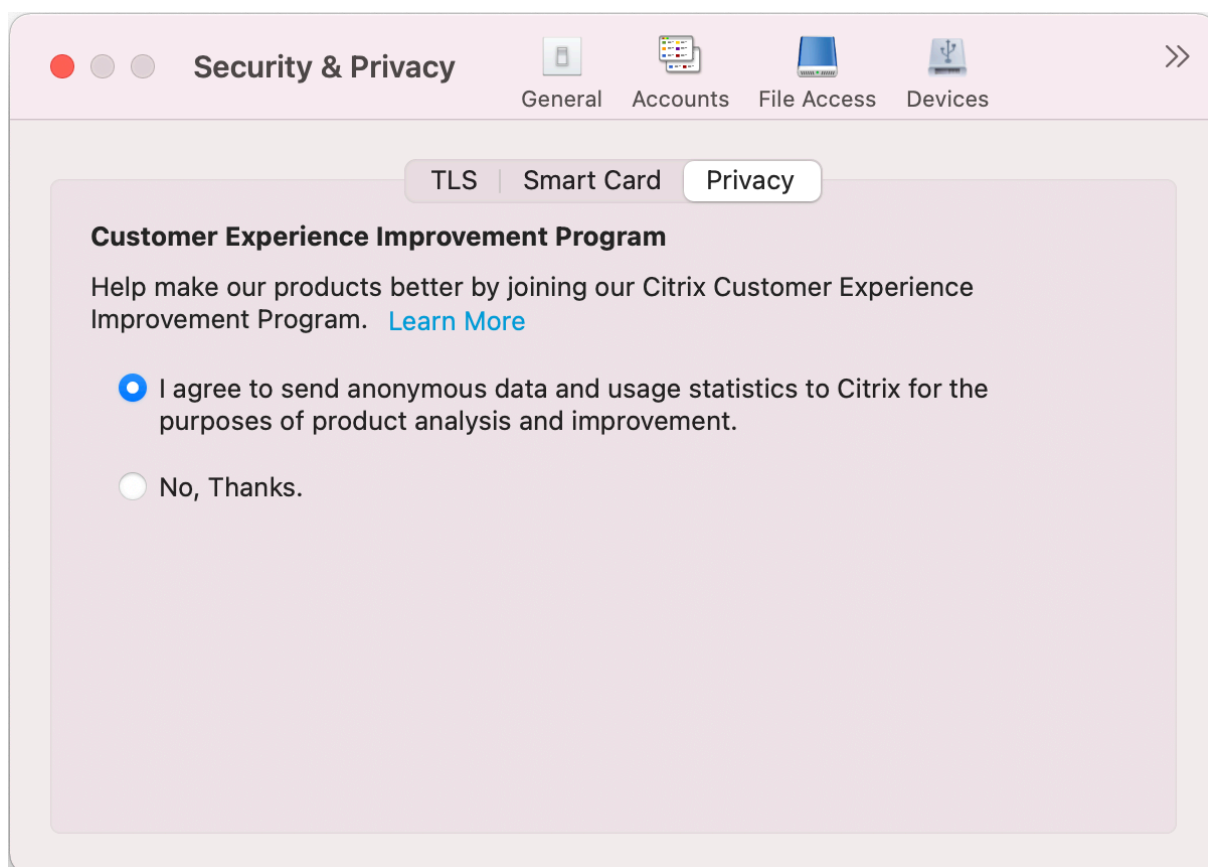 Security & Privacy
General
Accounts
File Access
Devices
TLS
Smart Card
Privacy
Customer Experience Improvement Program
Help make our products better by joining our Citrix Customer Experience
Improvement Program. Learn More
I agree to send anonymous data and usage statistics to Citrix for the
purposes of product analysis and improvement.
No, Thanks.